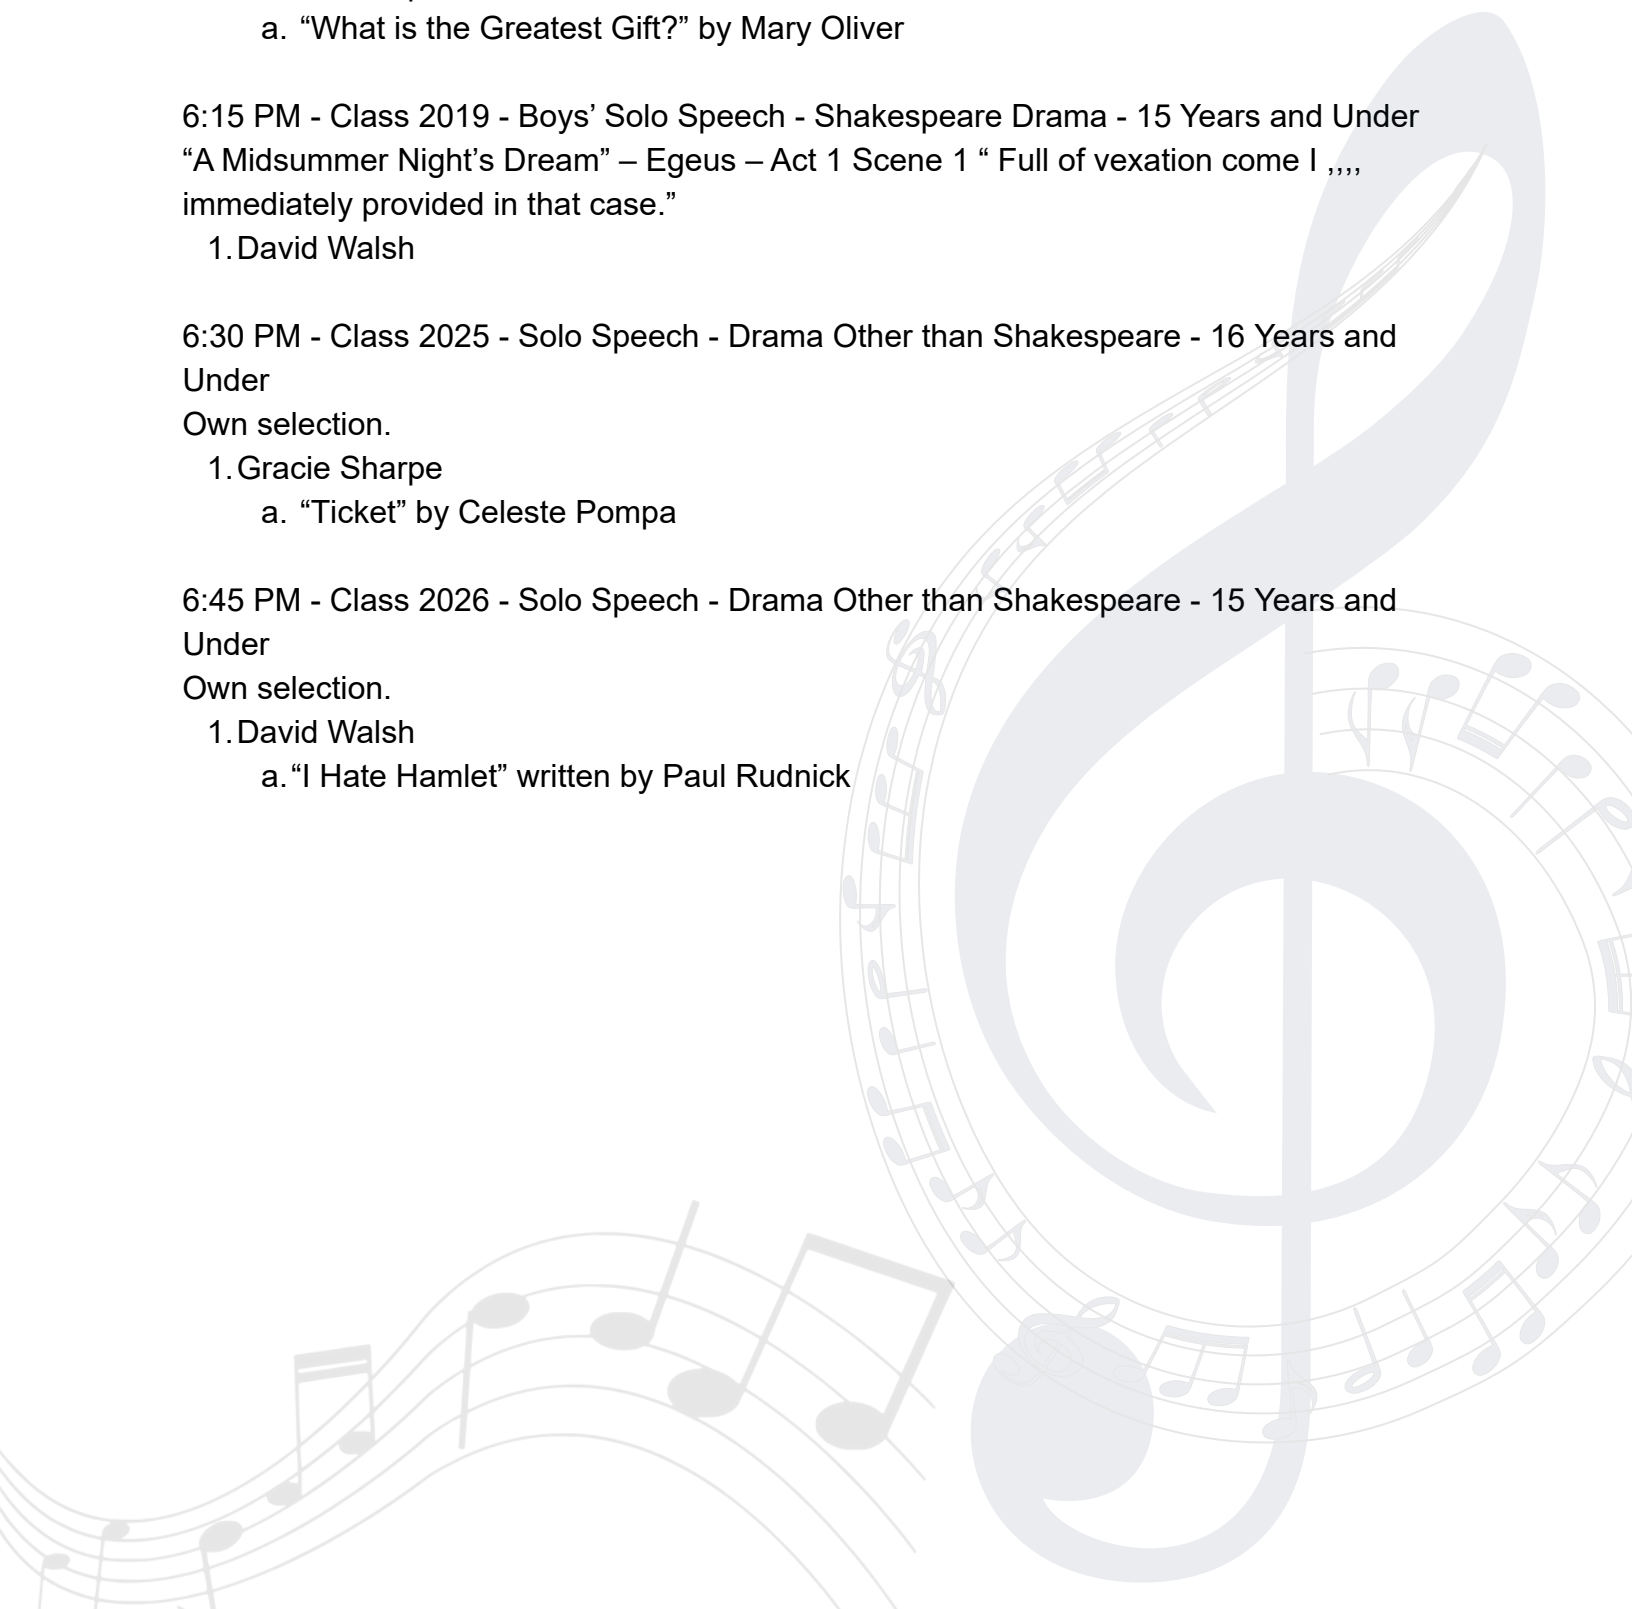 a. “What is the Greatest Gift?” by Mary Oliver
6:15 PM - Class 2019 - Boys’ Solo Speech - Shakespeare Drama - 15 Years and Under
“A Midsummer Night’s Dream” – Egeus – Act 1 Scene 1 “ Full of vexation come I ,,,,
immediately provided in that case.”
1. David Walsh
6:30 PM - Class 2025 - Solo Speech - Drama Other than Shakespeare - 16 Years and
Under
Own selection.
1. Gracie Sharpe
a. “Ticket” by Celeste Pompa
6:45 PM - Class 2026 - Solo Speech - Drama Other than Shakespeare - 15 Years and
Under
Own selection.
1. David Walsh
a. “I Hate Hamlet” written by Paul Rudnick